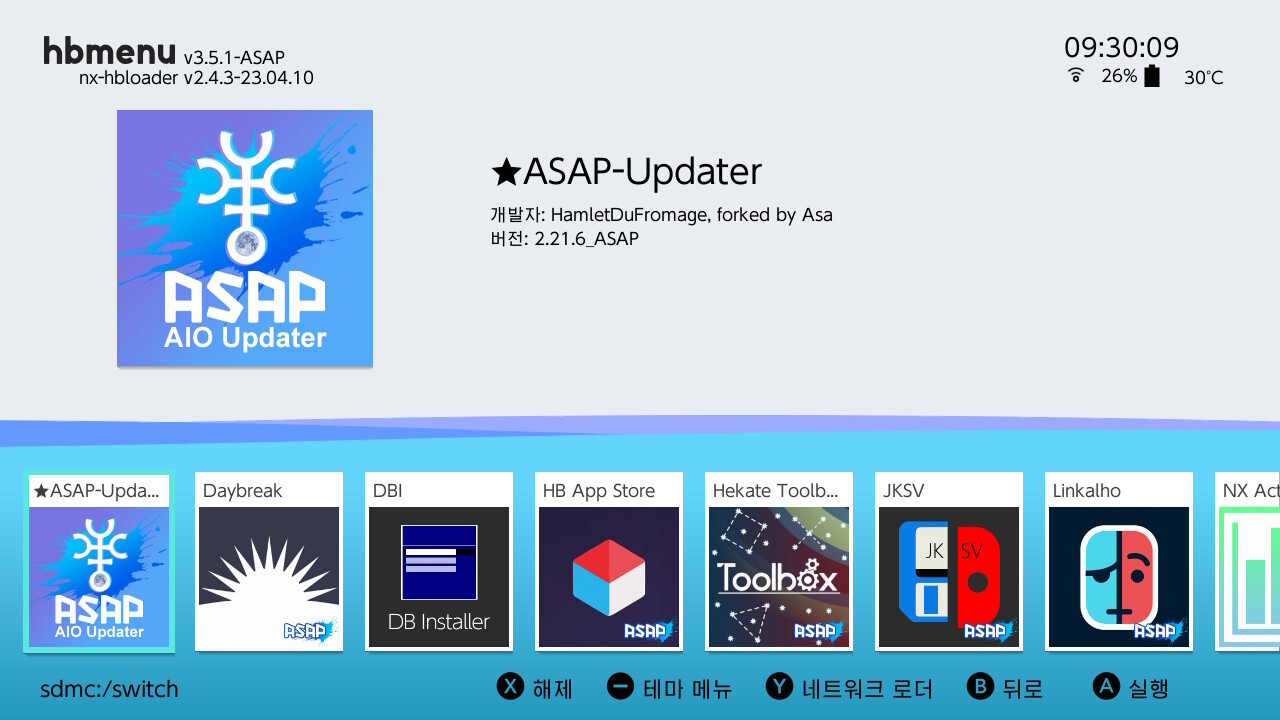 hbmenu v3.5.1-ASAP
nx-hbloader v2.4.3-23.04.10
09:30:09
26% 30°C
ASAP
AIO Updater
★ASAP-Updater
개발자: HamletDuFromage, forked by Asa
버전: 2.21.6_ASAP
★ASAP-Upda...
Daybreak
DBI
HB App Store
Hekate Toolb...
JKSV
Linkalho
NX Act
ASAP
AIO Updater
ASAP
DB Installer
ASAP
Toolbox
ASAP
JK SV
ASAP
ASAP
sdmc:/switch
X 해제
테마 메뉴
Y 네트워크 로더
B 뒤로
A 실행